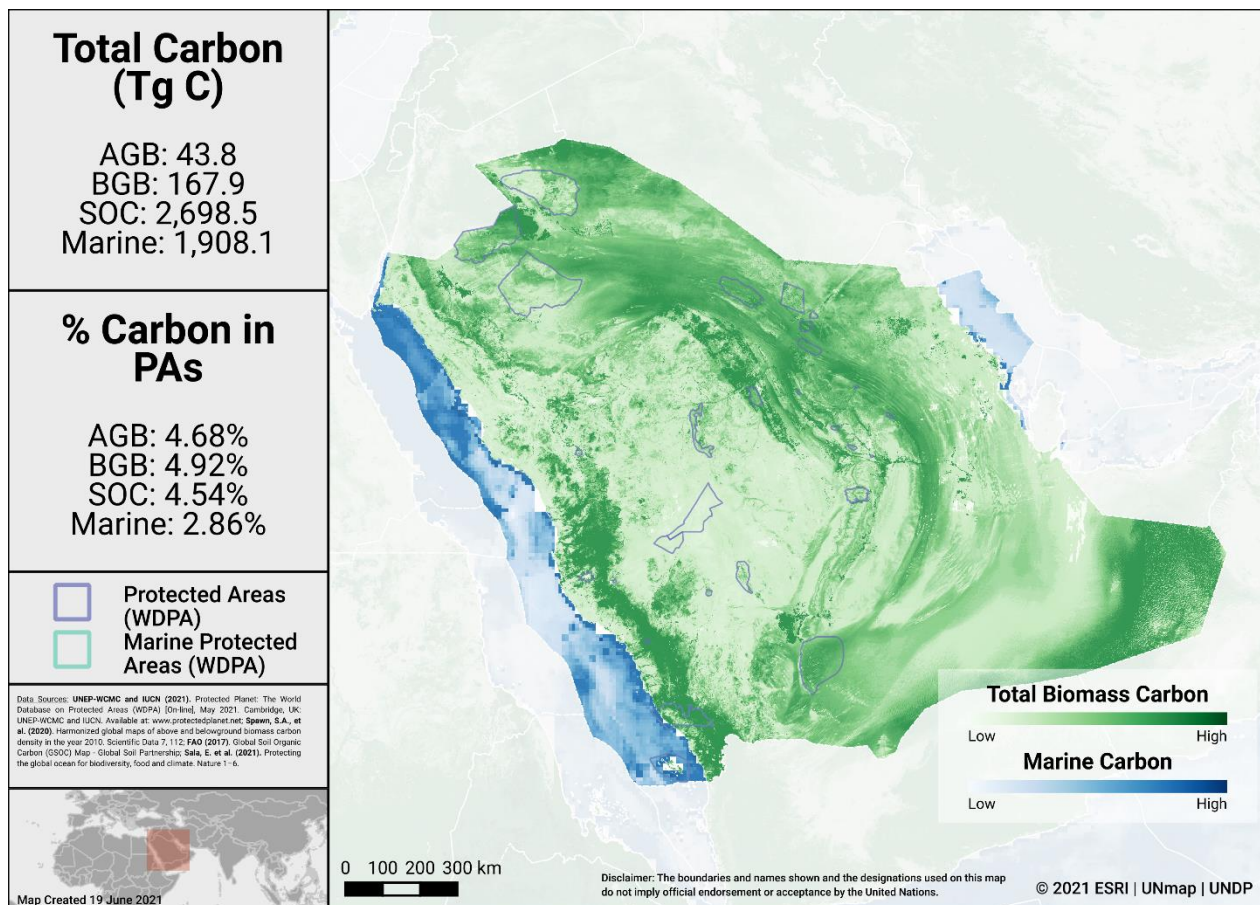 Total Carbon
(Tg C)
AGB: 43.8
BGB: 167.9
SOC: 2,698.5
Marine: 1,908.1
% Carbon in
PAs
AGB: 4.68%
BGB: 4.92%
SOC: 4.54%
Marine: 2.86%
Protected Areas
(WDPA)
Marine Protected
Areas (WDPA)
Data Sources: UNEP-WCMC and IUCN (2021). Protected Planet: The World
Database on Protected Areas (WDPA) [On-line], May 2021. Cambridge, UK:
UNEP-WCMC and IUCN. Available at: www.protectedplanet.net; Spawn, S.A., et
al. (2020). Harmonized global maps of above and belowground biomass carbon
density in the year 2010. Scientific Data 7, 112; FAO (2017). Global Soil Organic
Carbon (GSOC) Map - Global Soil Partnership; Sala, E. et al. (2021). Protecting
the global ocean for biodiversity, food and climate. Nature 1–6.
Map Created 19 June 2021
Total Biomass Carbon
Low High
Marine Carbon
Low High
0 100 200 300 km
Disclaimer: The boundaries and names shown and the designations used on this map
do not imply official endorsement or acceptance by the United Nations.
© 2021 ESRI | UNmap | UNDP